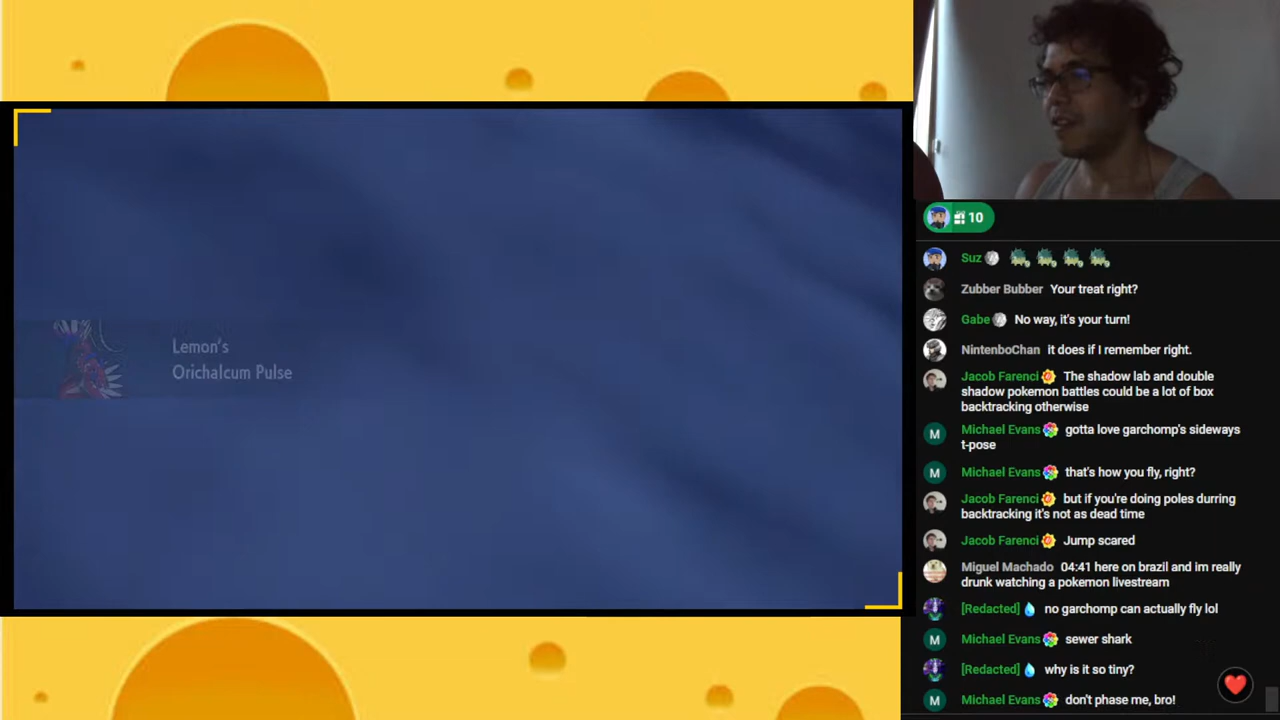 Lemon's
Orichalcum Pulse
10
Suz
Zubber Bubber Your treat right?
Gabe No way, it's your turn!
NintenboChan it does if I remember right.
Jacob Farenci The shadow lab and double
shadow pokemon battles could be a lot of box
backtracking otherwise
M Michael Evans gotta love garchomp's sideways
t-pose
M Michael Evans that's how you fly, right?
Jacob Farenci but if you're doing poles durring
backtracking it's not as dead time
Jacob Farenci Jump scared
Miguel Machado 04:41 here on brazil and im really
drunk watching a pokemon livestream
[Redacted] no garchomp can actually fly lol
M Michael Evans sewer shark
[Redacted] why is it so tiny?
M Michael Evans don't phase me, bro!